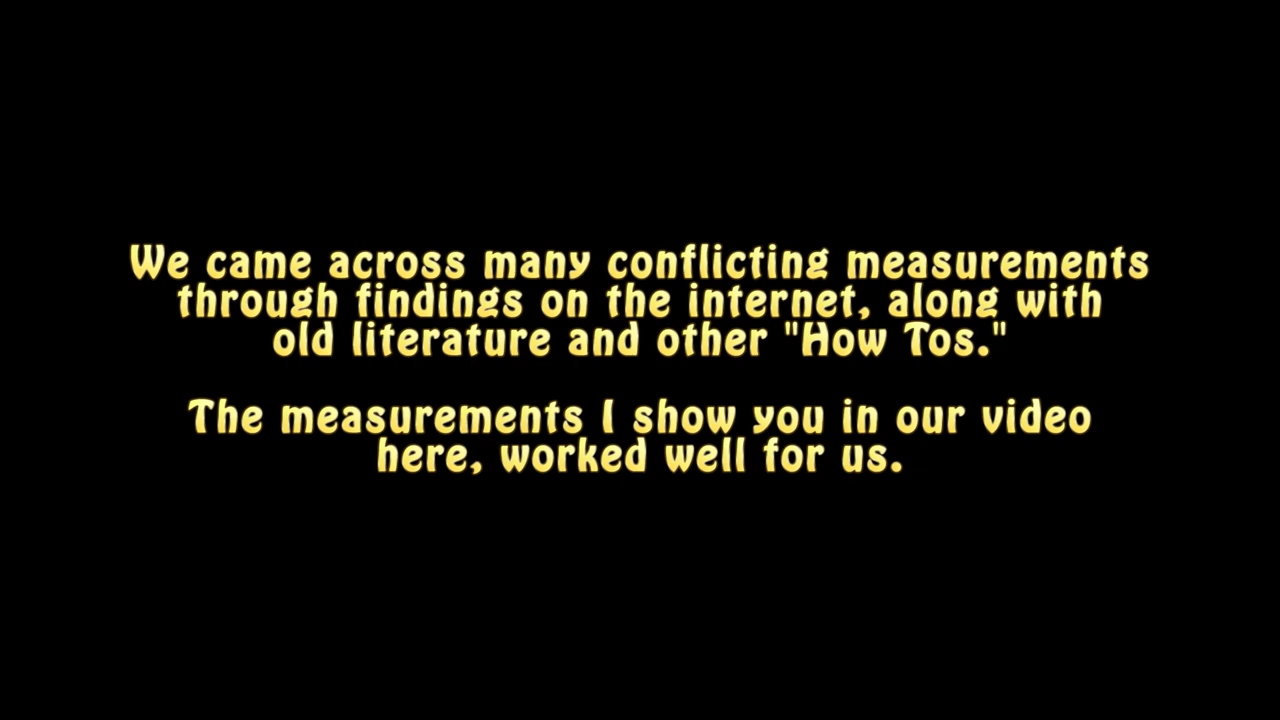 We came across many conflicting measurements
through findings on the internet, along with
old literature and other "How Tos."
The measurements I show you in our video
here, worked well for us.